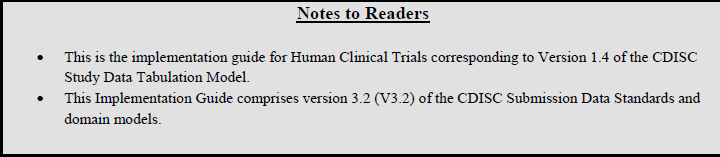 Notes to Readers
• This is the implementation guide for Human Clinical Trials corresponding to Version 1.4 of the CDISC
Study Data Tabulation Model.
• This Implementation Guide comprises version 3.2 (V3.2) of the CDISC Submission Data Standards and
domain models.